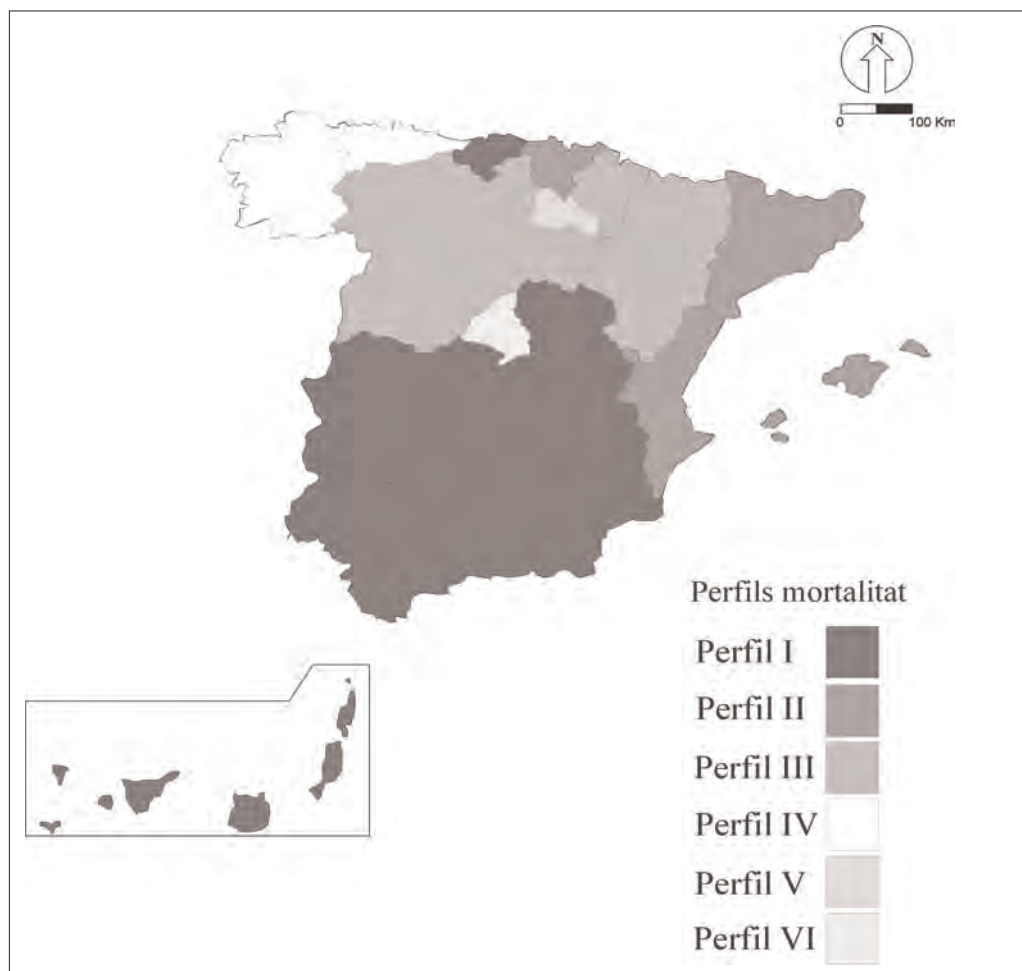 N
0 100 Km
Perfils mortalitat
Perfil I
Perfil II
Perfil III
Perfil IV
Perfil V
Perfil VI